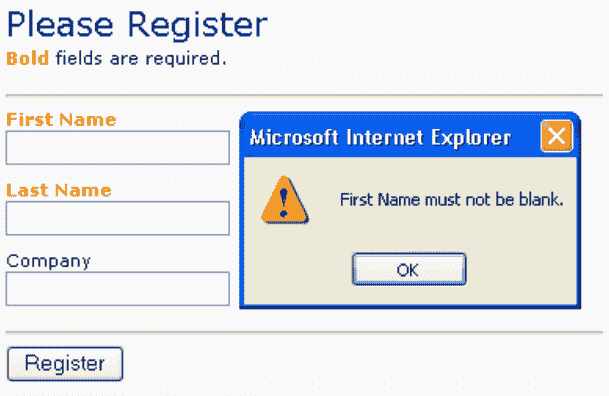 Please Register
Bold fields are required.
First Name
Microsoft Internet Explorer
First Name must not be blank.
Last Name
OK
Company
Register